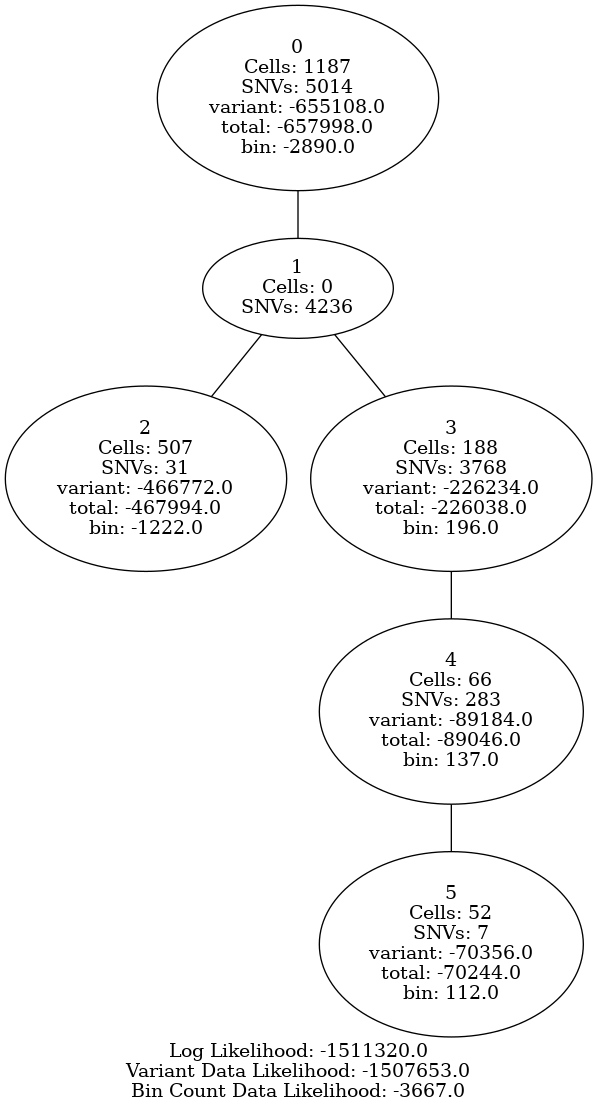 0
Cells: 1187
SNVs: 5014
variant: -655108.0
total: -657998.0
bin: -2890.0
1
Cells: 0
SNVs: 4236
2
Cells: 507
SNVs: 31
variant: -466772.0
total: -467994.0
bin: -1222.0
3
Cells: 188
SNVs: 3768
variant: -226234.0
total: -226038.0
bin: 196.0
4
Cells: 66
SNVs: 283
variant: -89184.0
total: -89046.0
bin: 137.0
5
Cells: 52
SNVs: 7
variant: -70356.0
total: -70244.0
bin: 112.0
Log Likelihood: -1511320.0
Variant Data Likelihood: -1507653.0
Bin Count Data Likelihood: -3667.0